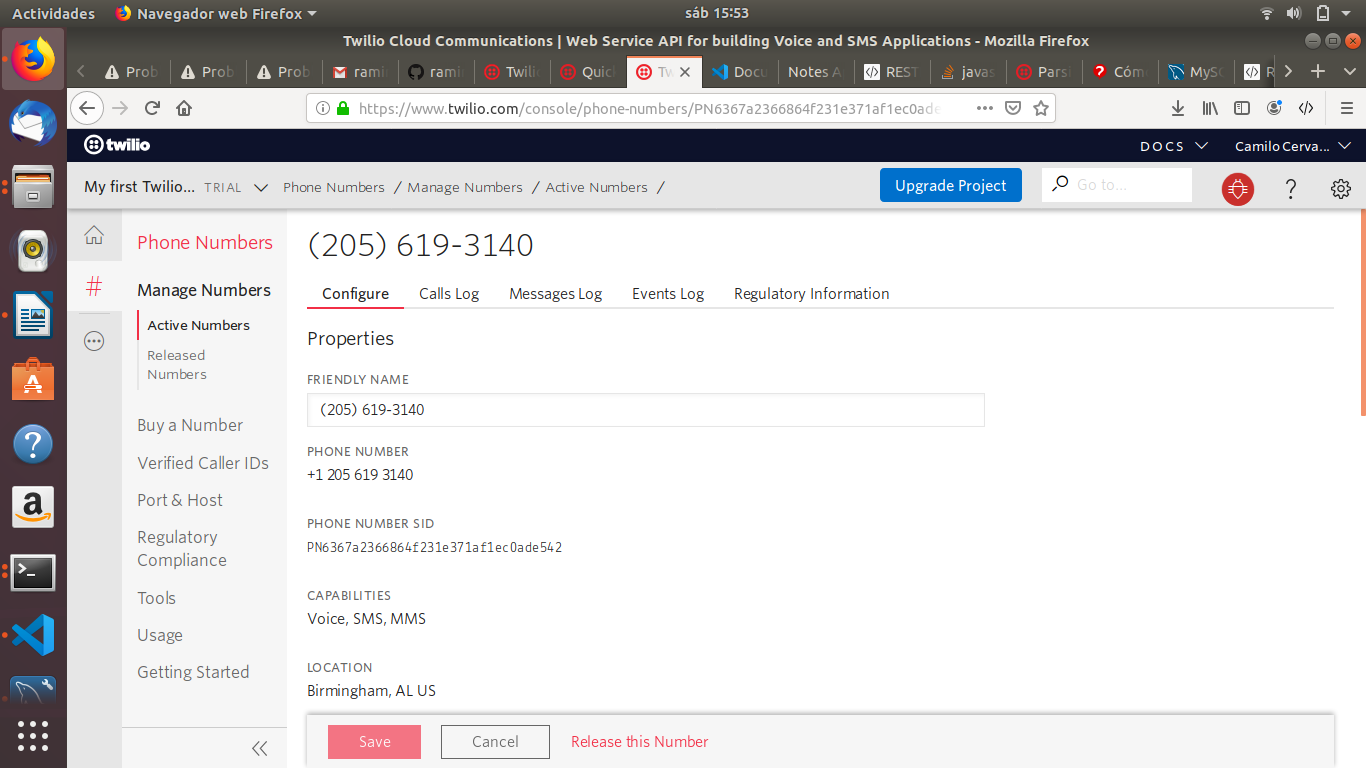 Actividades Navegador web Firefox sáb 15:53
Twilio Cloud Communications | Web Service API for building Voice and SMS Applications - Mozilla Firefox
Prob Prob Prob rami rami Twili Quic Tw Docu Notes A REST javas Parsi Cóm MySQ R
https://www.twilio.com/console/phone-numbers/PN6367a2366864f231e371af1ec0ade
twilio DOCS Camilo Cerva...
My first Twilio... TRIAL Phone Numbers / Manage Numbers / Active Numbers / Upgrade Project Go to...
Phone Numbers
Manage Numbers
Active Numbers
Released
Numbers
Buy a Number
Verified Caller IDs
Port & Host
Regulatory
Compliance
Tools
Usage
Getting Started
(205) 619-3140
Configure Calls Log Messages Log Events Log Regulatory Information
Properties
FRIENDLY NAME
(205) 619-3140
PHONE NUMBER
+1 205 619 3140
PHONE NUMBER SID
PN6367a2366864f231e371af1ec0ade542
CAPABILITIES
Voice, SMS, MMS
LOCATION
Birmingham, AL US
Save Cancel Release this Number